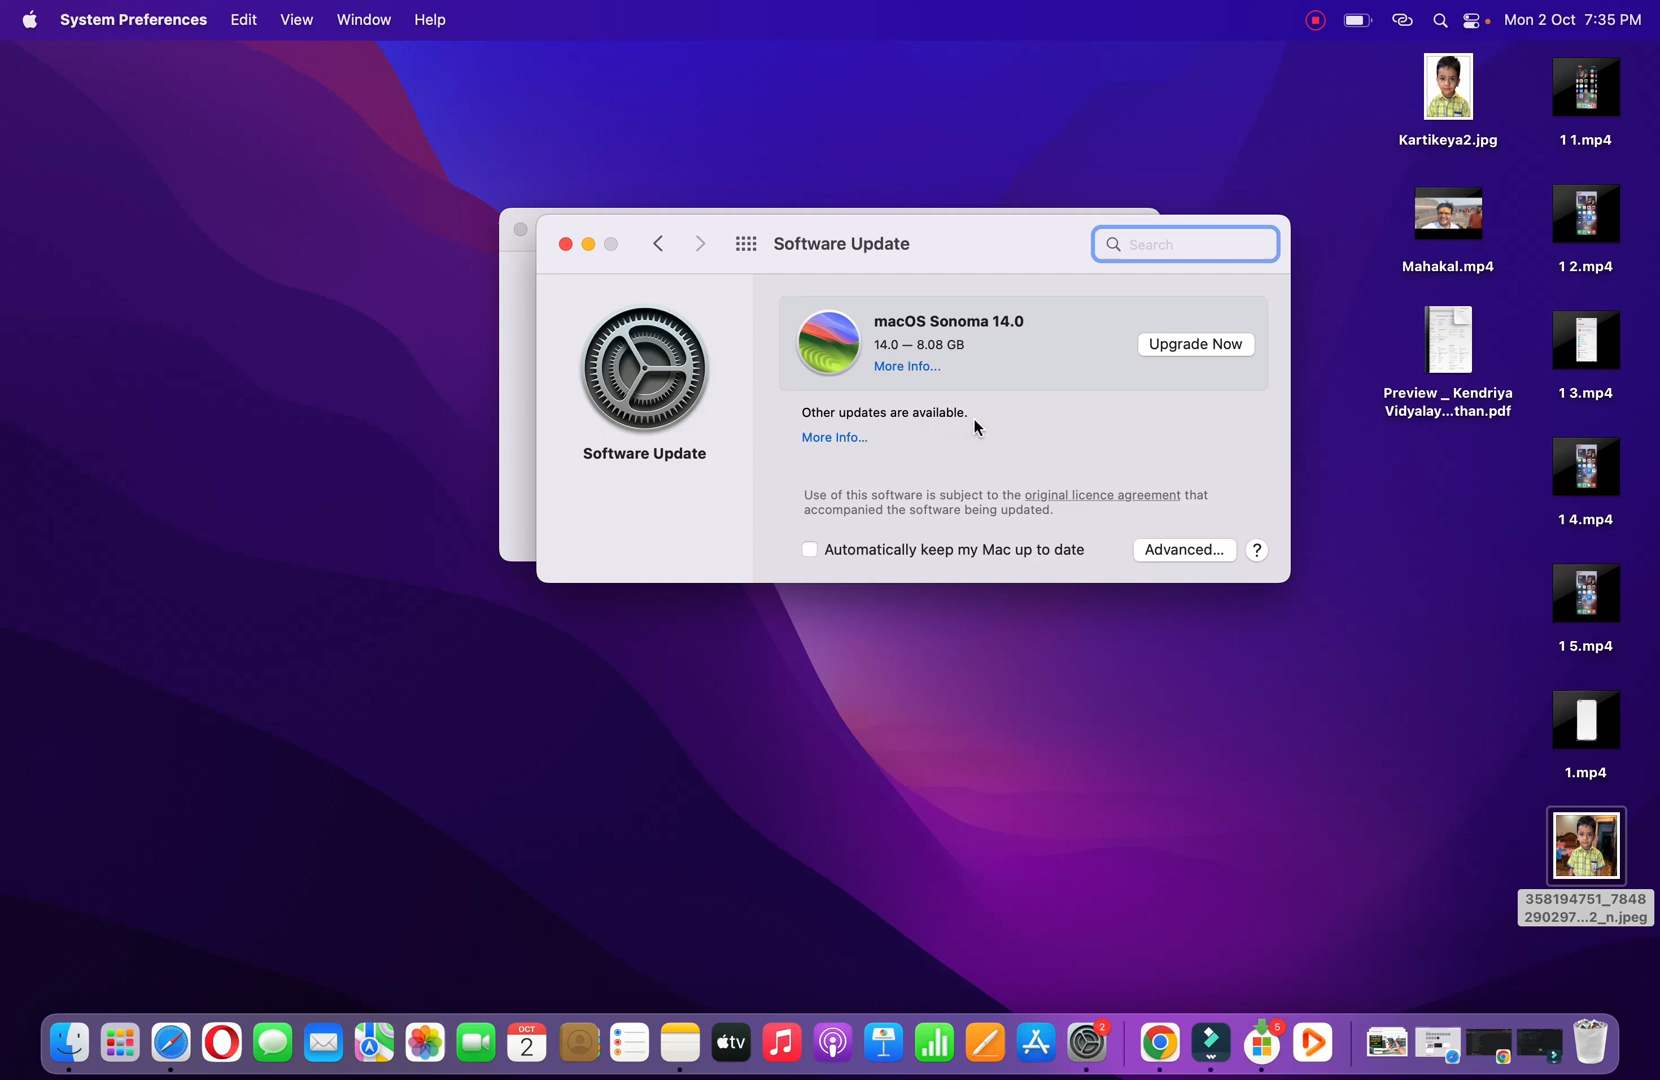 System Preferences Edit View Window Help
Mon 2 Oct 7:35 PM
Kartikeya2.jpg
1 1.mp4
Mahakal.mp4
1 2.mp4
Preview _ Kendriya
Vidyalay...than.pdf
1 3.mp4
1 4.mp4
1 5.mp4
1.mp4
358194751_7848
290297...2_n.jpeg
Software Update
Search
Software Update
macOS Sonoma 14.0
14.0 — 8.08 GB
More Info...
Upgrade Now
Other updates are available.
More Info...
Use of this software is subject to the original licence agreement that
accompanied the software being updated.
Automatically keep my Mac up to date
Advanced...
?
OCT
2
tv
2
5